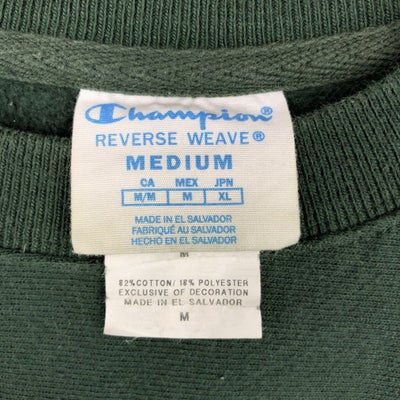 Champion
REVERSE WEAVE®
MEDIUM
CA MEX JPN
M/M M XL
MADE IN EL SALVADOR
FABRIQUÉ AU SALVADOR
HECHO EN EL SALVADOR
M
82%COTTON/ 18% POLYESTER
EXCLUSIVE OF DECORATION
MADE IN EL SALVADOR
M